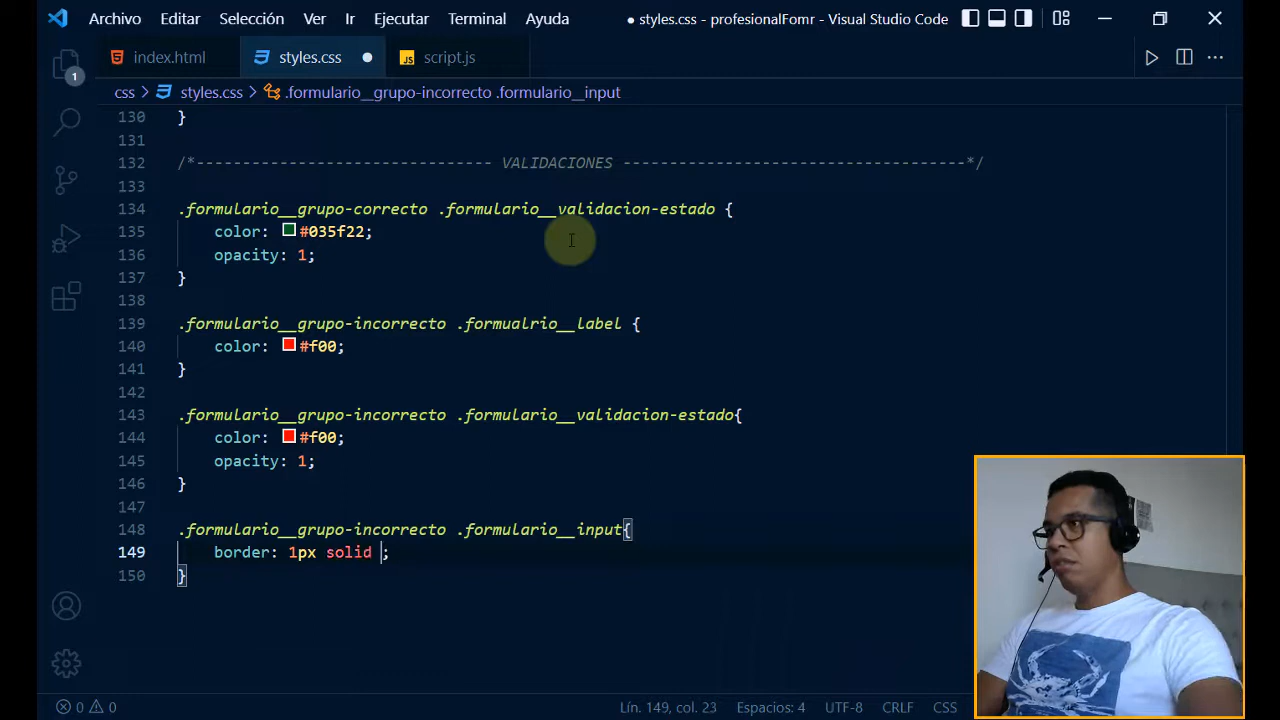 Archivo Editar Selección Ver Ir Ejecutar Terminal Ayuda ● styles.css - profesionalFomr - Visual Studio Code
index.html styles.css ● script.js
css > styles.css > .formulario__grupo-incorrecto .formulario__input
1
130 }
131
132 /*-------------------------------- VALIDACIONES -------------------------------------*/
133
134 .formulario__grupo-correcto .formulario__validacion-estado {
135 color: #035f22;
136 opacity: 1;
137 }
138
139 .formulario__grupo-incorrecto .formualrio__label {
140 color: #f00;
141 }
142
143 .formulario__grupo-incorrecto .formulario__validacion-estado{
144 color: #f00;
145 opacity: 1;
146 }
147
148 .formulario__grupo-incorrecto .formulario__input{
149 border: 1px solid ;
150 }
0 0 Lín. 149, col. 23 Espacios: 4 UTF-8 CRLF CSS